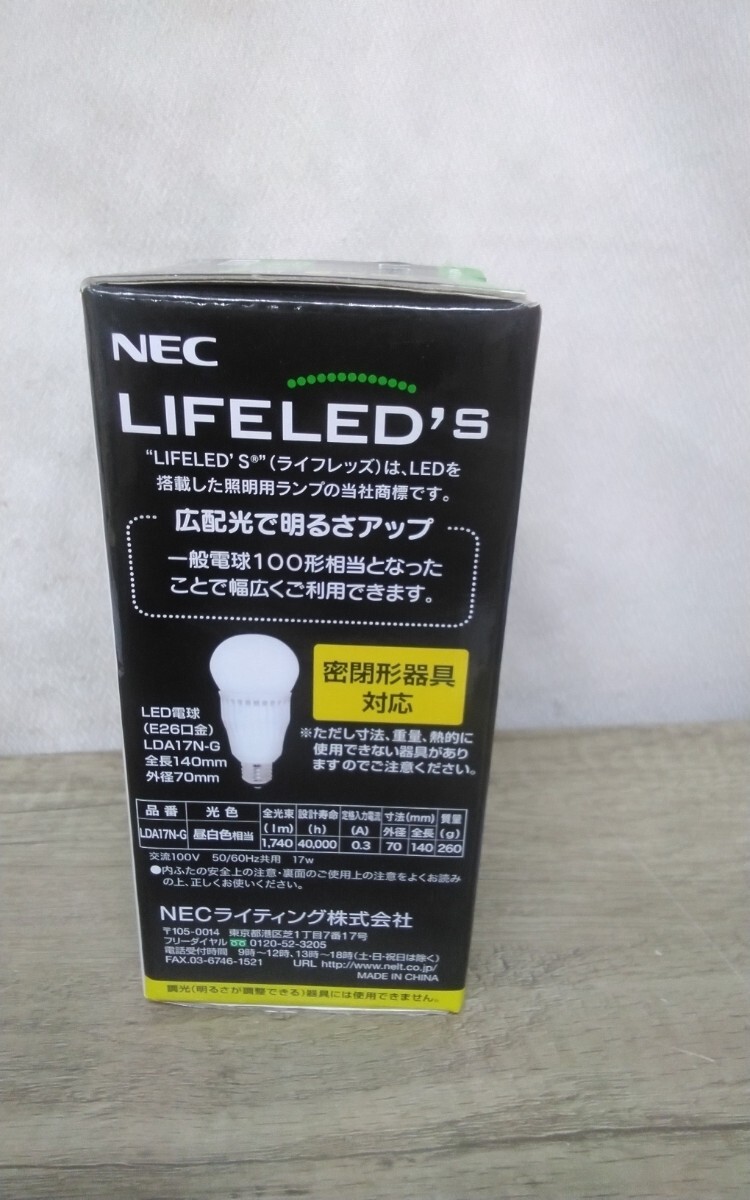 NEC
LIFELED'S
“LIFELED'S®”(ライフレッズ)は、LEDを
搭載した照明用ランプの当社商標です。
広配光で明るさアップ
一般電球100形相当となった
ことで幅広くご利用できます。
密閉形器具
対応
※ただし寸法、重量、熱的に
使用できない器具があり
ますのでご注意ください。
LED電球
(E26口金)
LDA17N-G
全長140mm
外径70mm
品番 光色 全光束 設計寿命 定格入力電流 寸法(mm) 質量
(lm) (h) (A) 外径 全長 (g)
LDA17N-G 昼白色相当 1,740 40,000 0.3 70 140 260
交流100V 50/60Hz共用 17w
●内ふたの安全上の注意・裏面のご使用上の注意をよくお読み
の上、正しくお使いください。
NECライティング株式会社
〒105-0014 東京都港区芝1丁目7番17号
フリーダイヤル 0120-52-3205
電話受付時間 9時~12時、13時~18時(土・日・祝日は除く)
FAX.03-6746-1521 URL http://www.nelt.co.jp/
MADE IN CHINA
調光(明るさが調整できる)器具には使用できません。